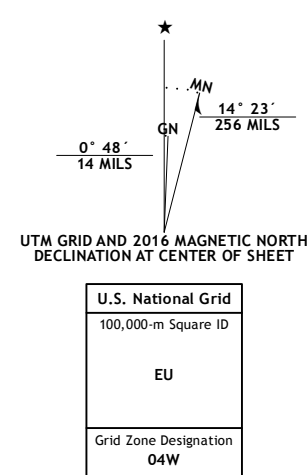 MN
GN
14° 23´
256 MILS
0° 48´
14 MILS
UTM GRID AND 2016 MAGNETIC NORTH
DECLINATION AT CENTER OF SHEET
U.S. National Grid
100,000-m Square ID
EU
Grid Zone Designation
04W